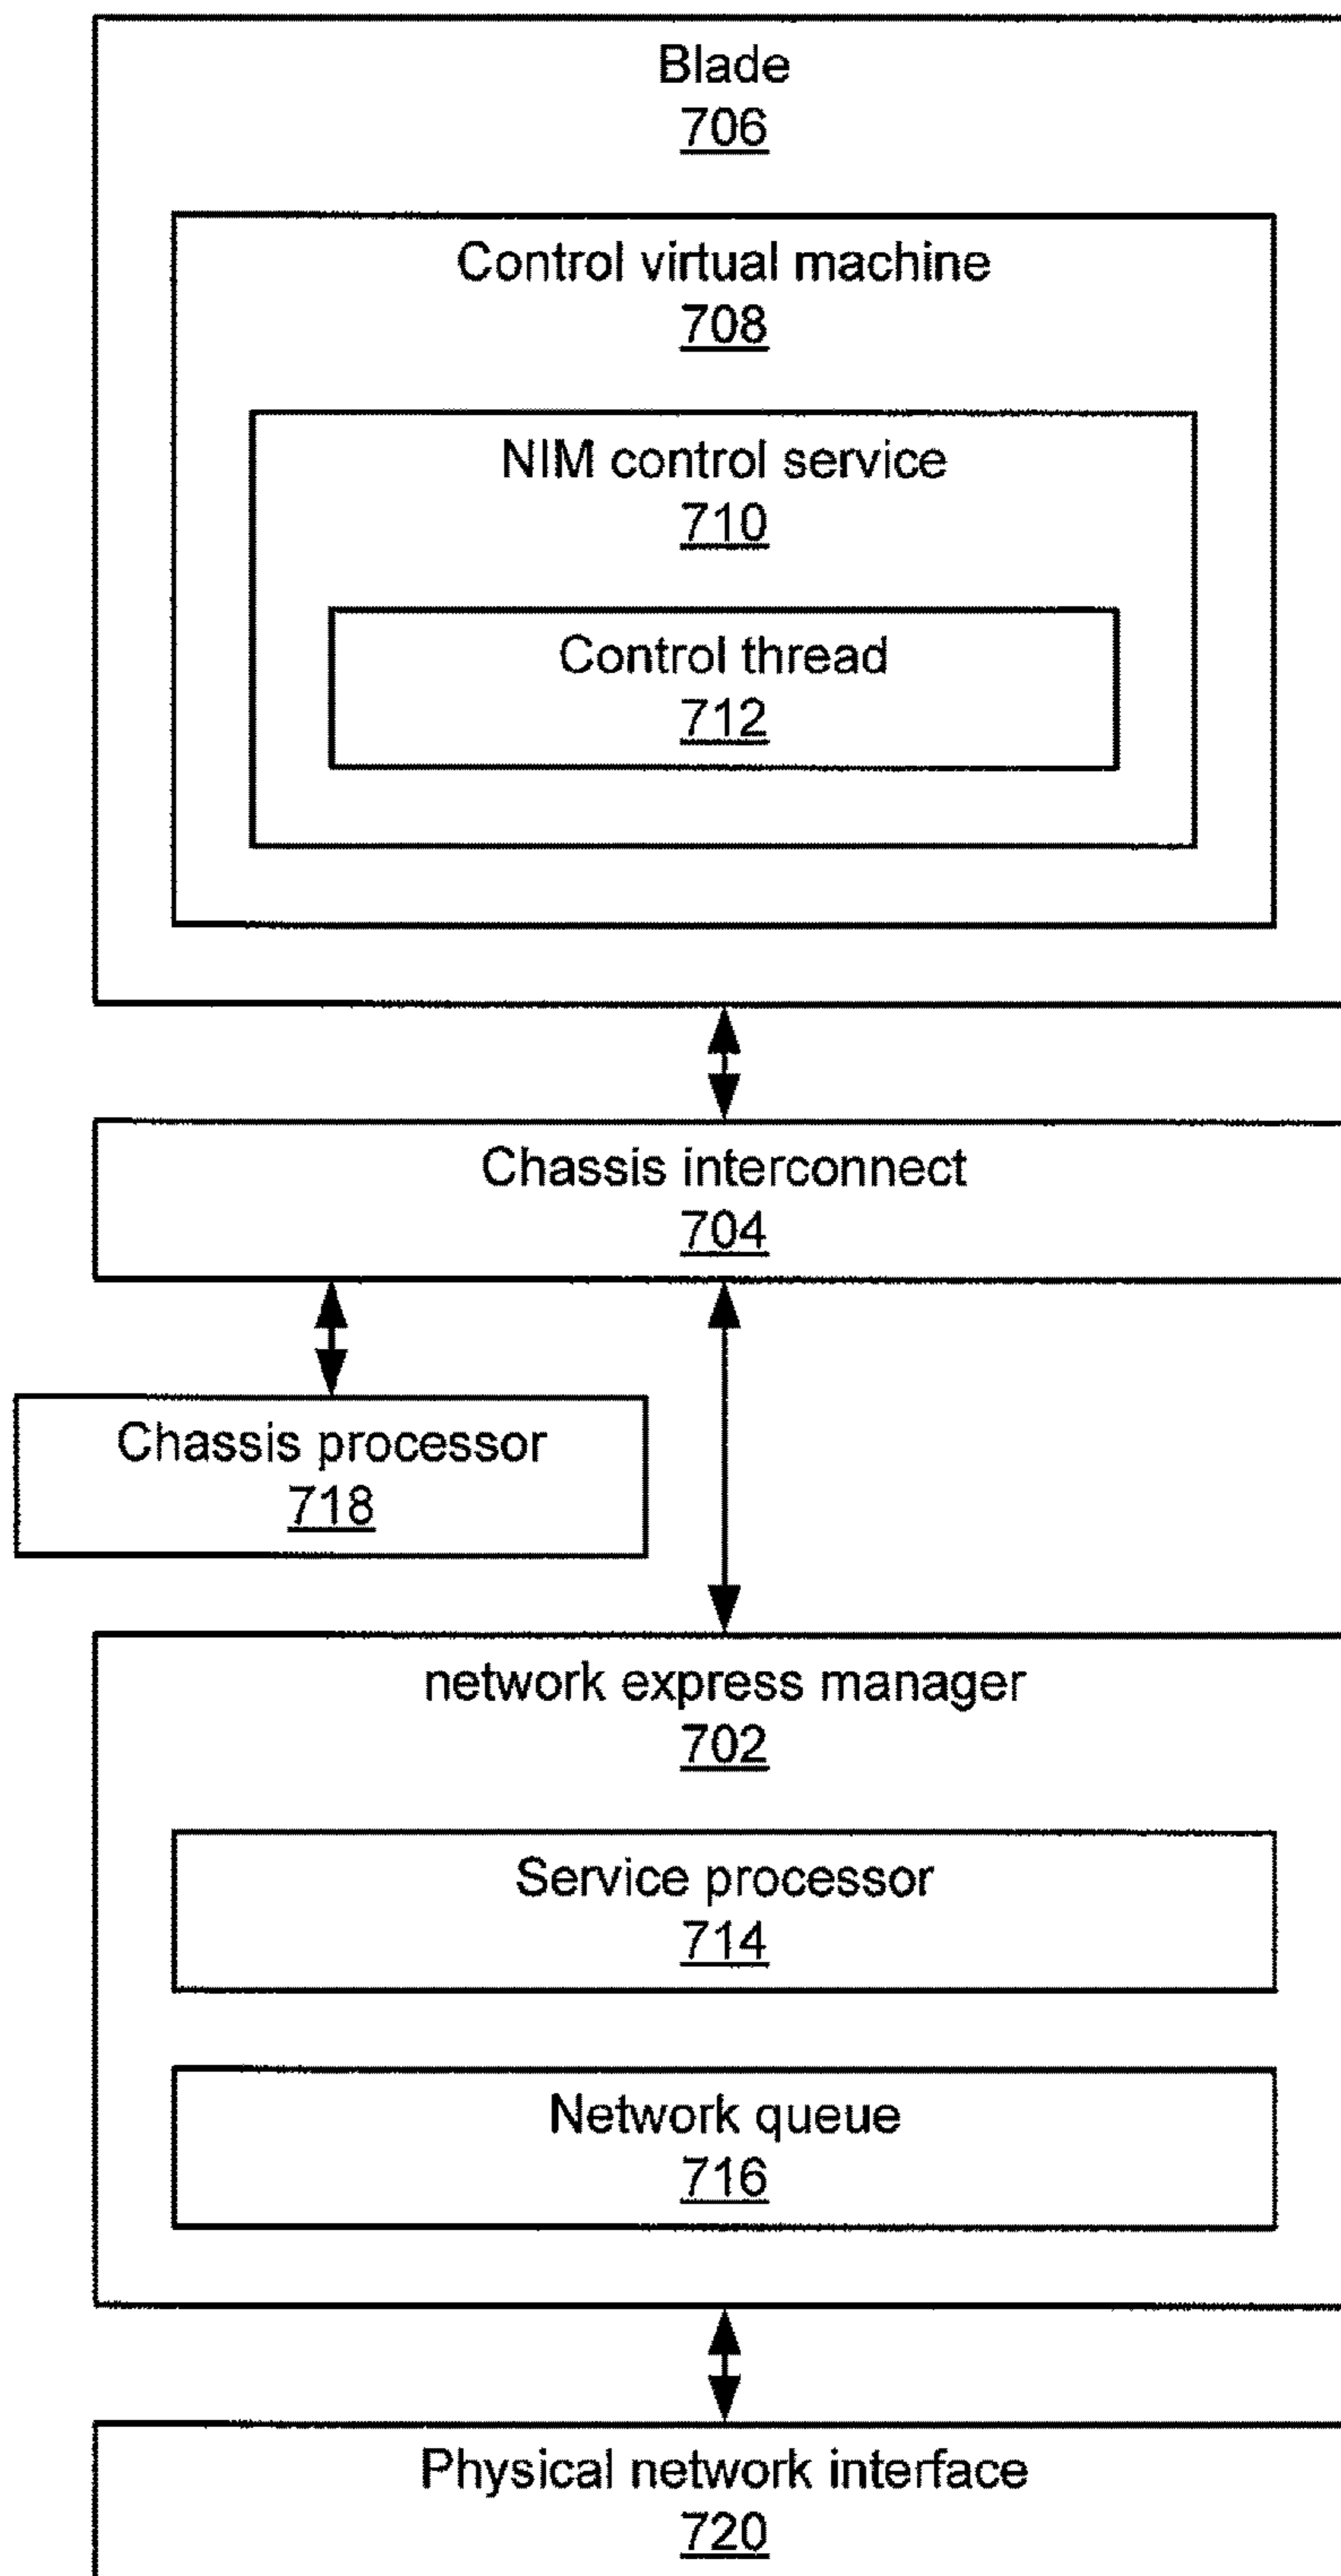 Blade
706
Control virtual machine
708
NIM control service
710
Control thread
712
Chassis interconnect
704
Chassis processor
718
network express manager
702
Service processor
714
Network queue
716
Physical network interface
720